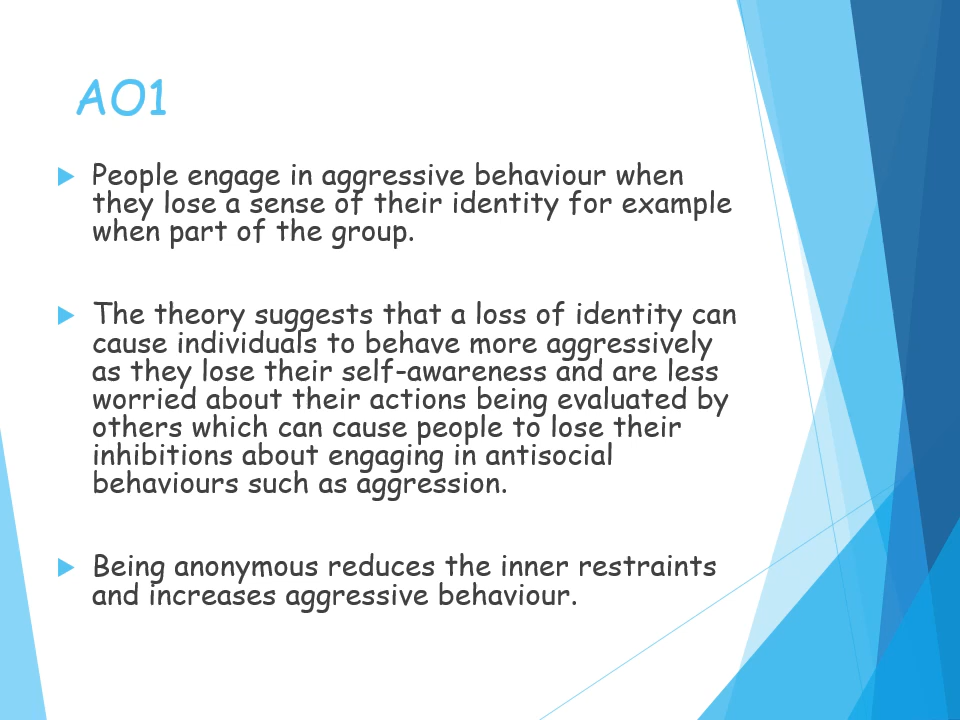 AO1
People engage in aggressive behaviour when
they lose a sense of their identity for example
when part of the group.
The theory suggests that a loss of identity can
cause individuals to behave more aggressively
as they lose their self-awareness and are less
worried about their actions being evaluated by
others which can cause people to lose their
inhibitions about engaging in antisocial
behaviours such as aggression.
Being anonymous reduces the inner restraints
and increases aggressive behaviour.